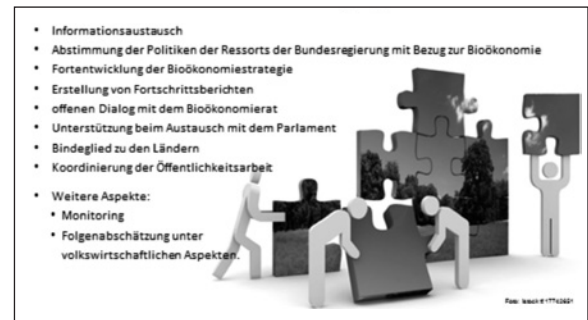 • Informationsaustausch
• Abstimmung der Politiken der Ressorts der Bundesregierung mit Bezug zur Bioökonomie
• Fortentwicklung der Bioökonomiestrategie
• Erstellung von Fortschrittsberichten
• offenen Dialog mit dem Bioökonomierat
• Unterstützung beim Austausch mit dem Parlament
• Bindeglied zu den Ländern
• Koordinierung der Öffentlichkeitsarbeit
• Weitere Aspekte:
• Monitoring
• Folgenabschätzung unter
volkswirtschaftlichen Aspekten.
Foto: